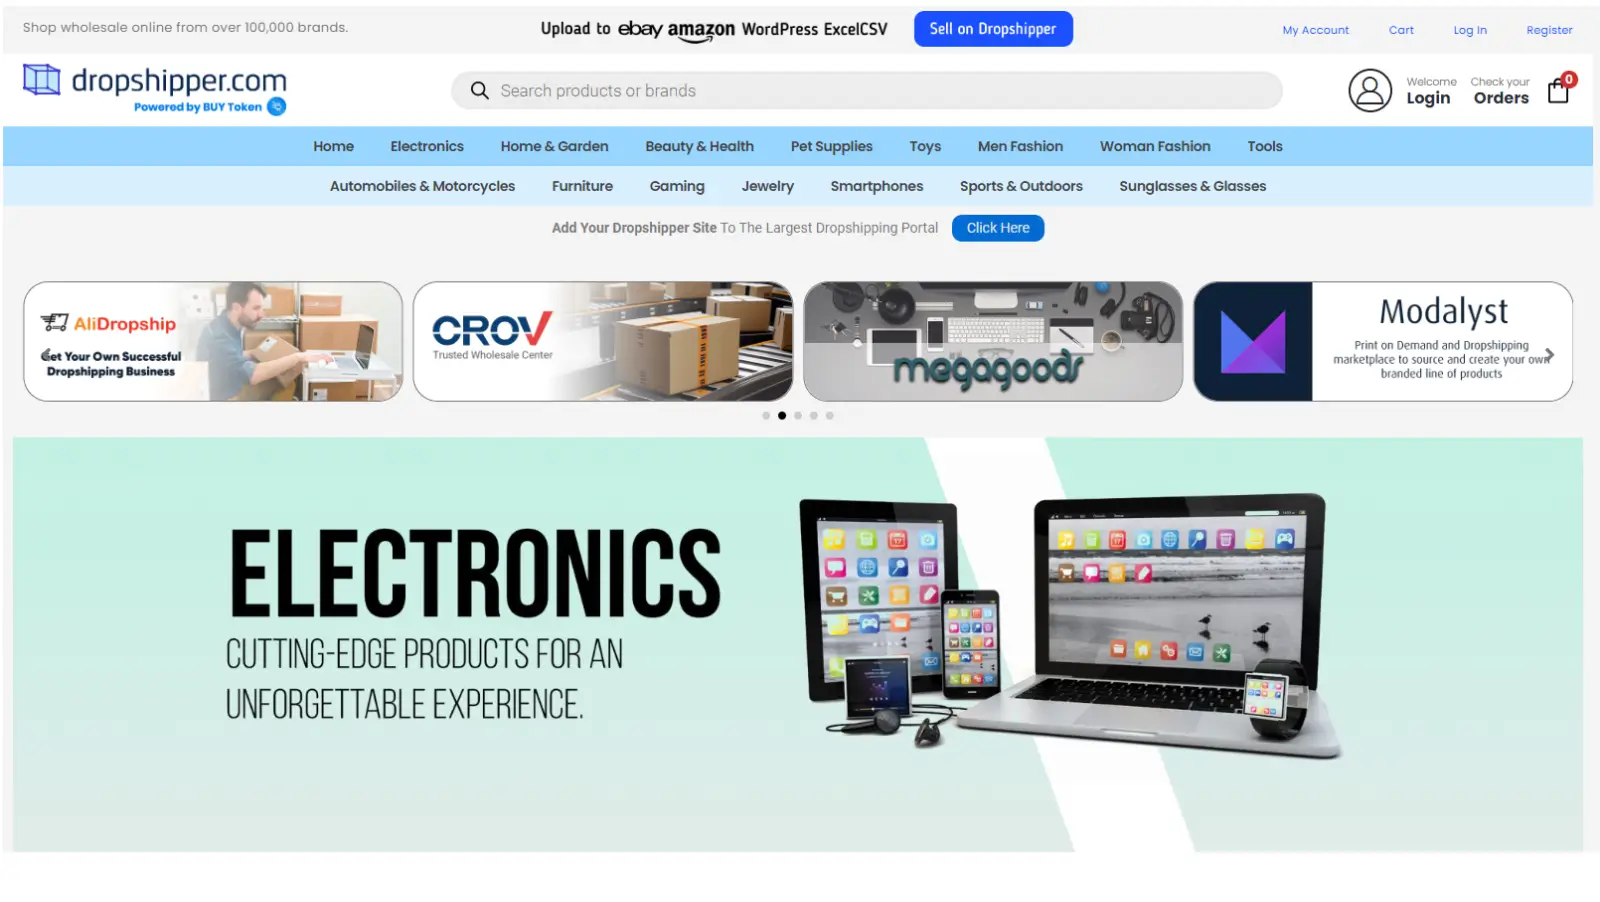 Shop wholesale online from over 100,000 brands.
Upload to ebay amazon WordPress ExcelCSV
Sell on Dropshipper
My Account
Cart
Log In
Register
dropshipper.com
Powered by BUY Token
Search products or brands
Welcome
Login
Check your
Orders
0
Home
Electronics
Home & Garden
Beauty & Health
Pet Supplies
Toys
Men Fashion
Woman Fashion
Tools
Automobiles & Motorcycles
Furniture
Gaming
Jewelry
Smartphones
Sports & Outdoors
Sunglasses & Glasses
Add Your Dropshipper Site To The Largest Dropshipping Portal
Click Here
AliDropship
Get Your Own Successful
Dropshipping Business
CROV
Trusted Wholesale Center
megagoods
Modalyst
Print on Demand and Dropshipping
marketplace to source and create your own
branded line of products
ELECTRONICS
CUTTING-EDGE PRODUCTS FOR AN
UNFORGETTABLE EXPERIENCE.